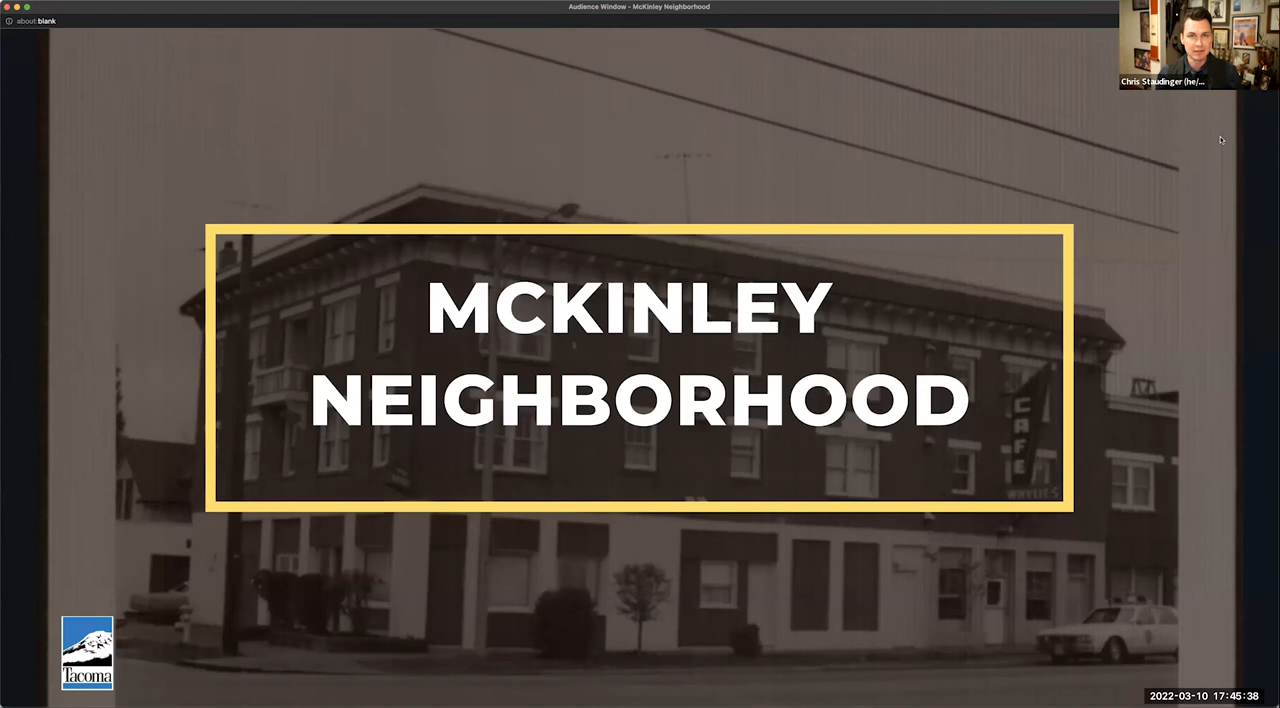 Audience Window - McKinley Neighborhood
about:blank
Chris Staudinger (he/...
MCKINLEY
NEIGHBORHOOD
CAFE
Tacoma
2022-03-10 17:45:38